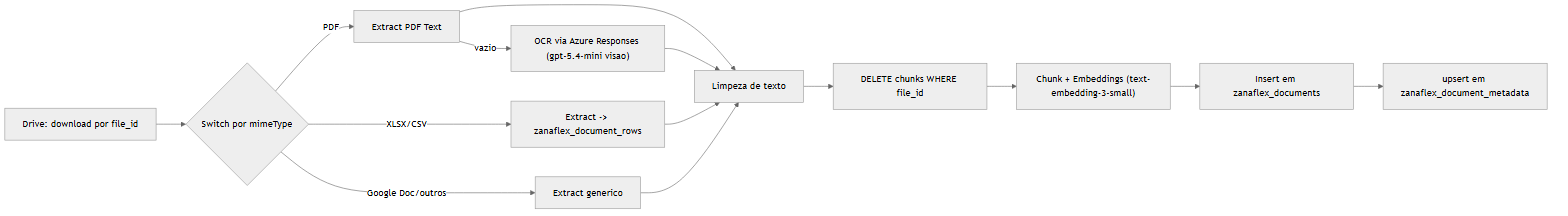 Drive: download por file_id
Switch por mimeType
PDF
Extract PDF Text
vazio
OCR via Azure Responses
(gpt-5.4-mini visao)
XLSX/CSV
Extract ->
zanaflex_document_rows
Google Doc/outros
Extract generico
Limpeza de texto
DELETE chunks WHERE
file_id
Chunk + Embeddings (text-
embedding-3-small)
Insert em
zanaflex_documents
upsert em
zanaflex_document_metadata